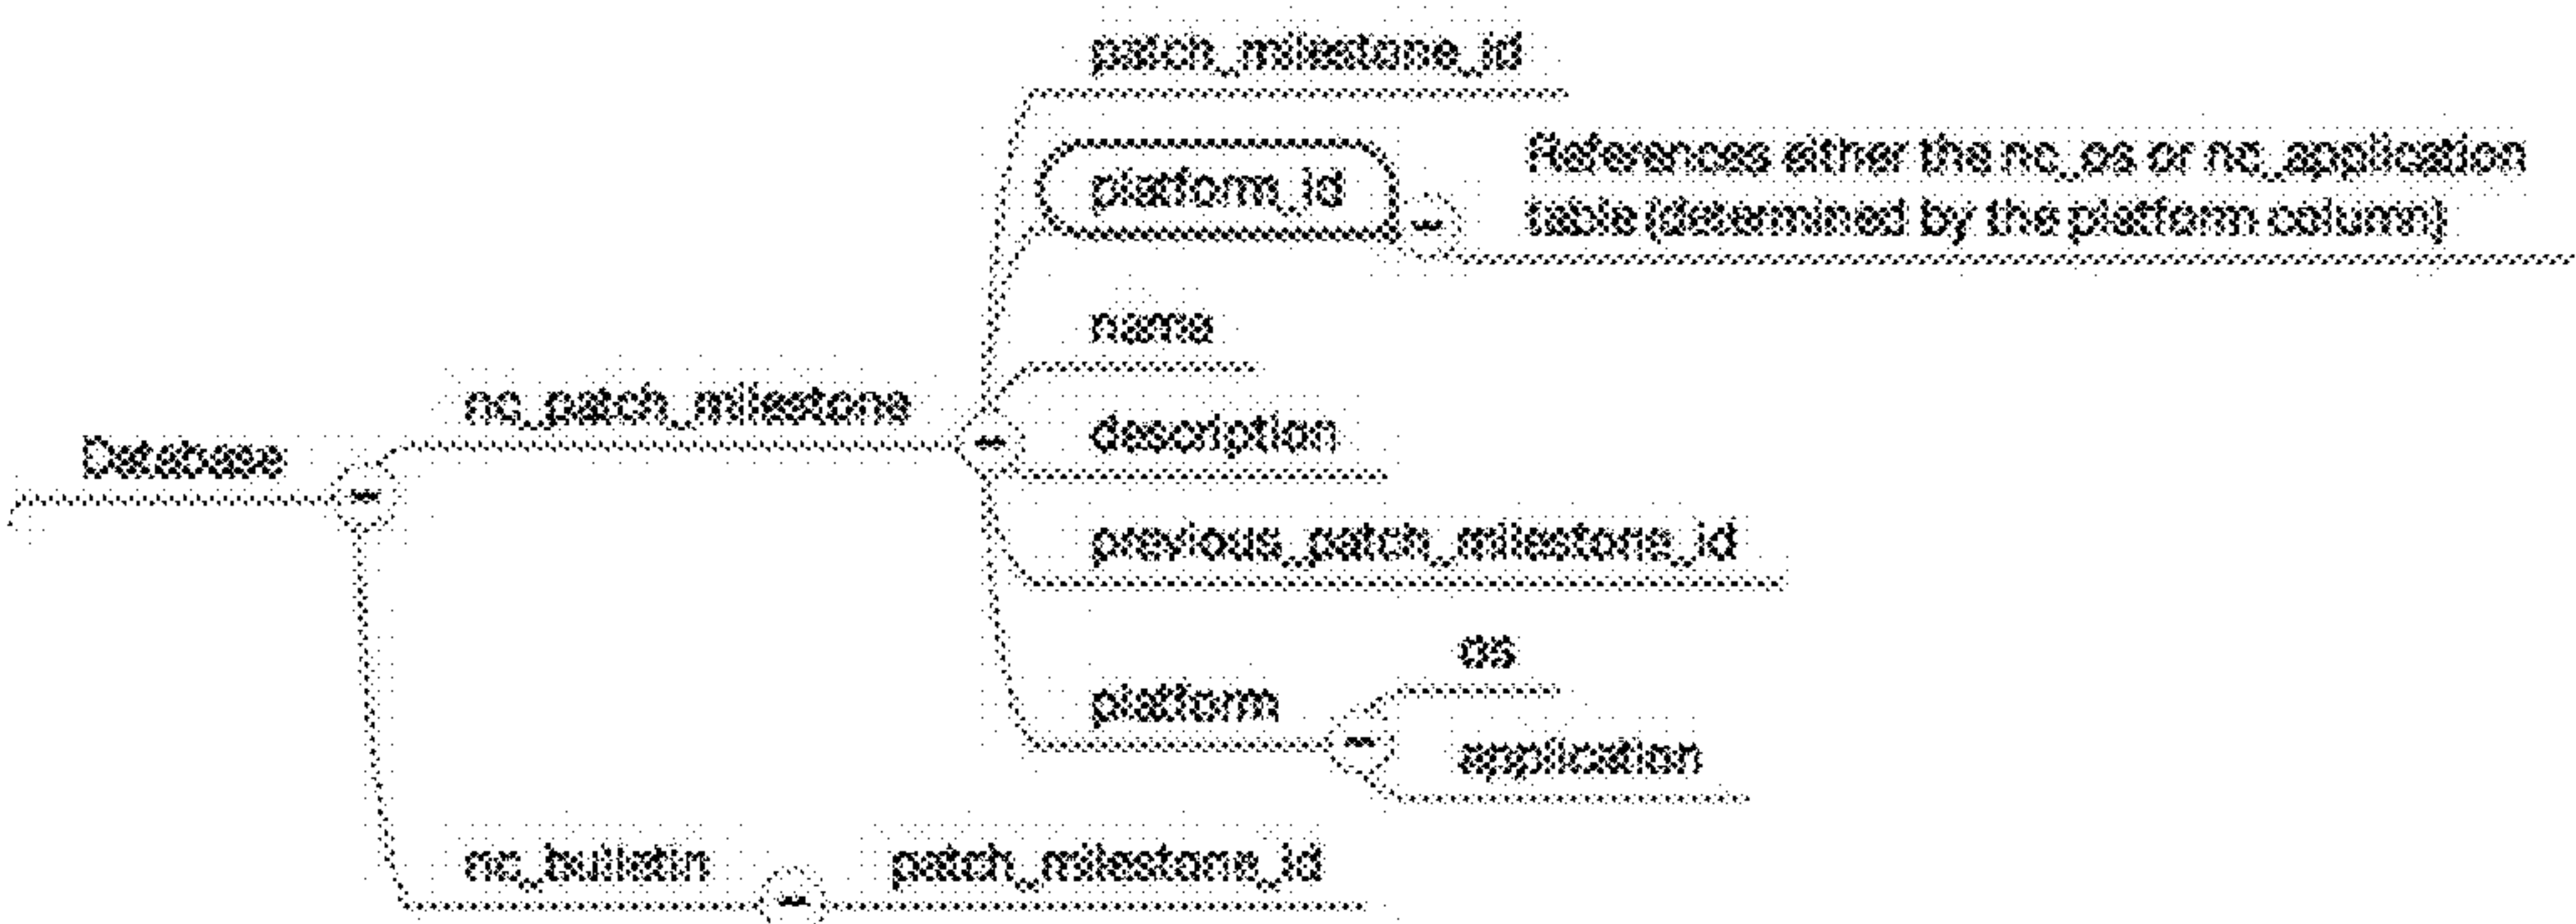 patch_milestone_id
platform_id
References either the nc_os or nc_application
table (determined by the platform column)
name
nc_patch_milestone
description
Database
previous_patch_milestone_id
os
platform
application
nc_bulletin
patch_milestone_id